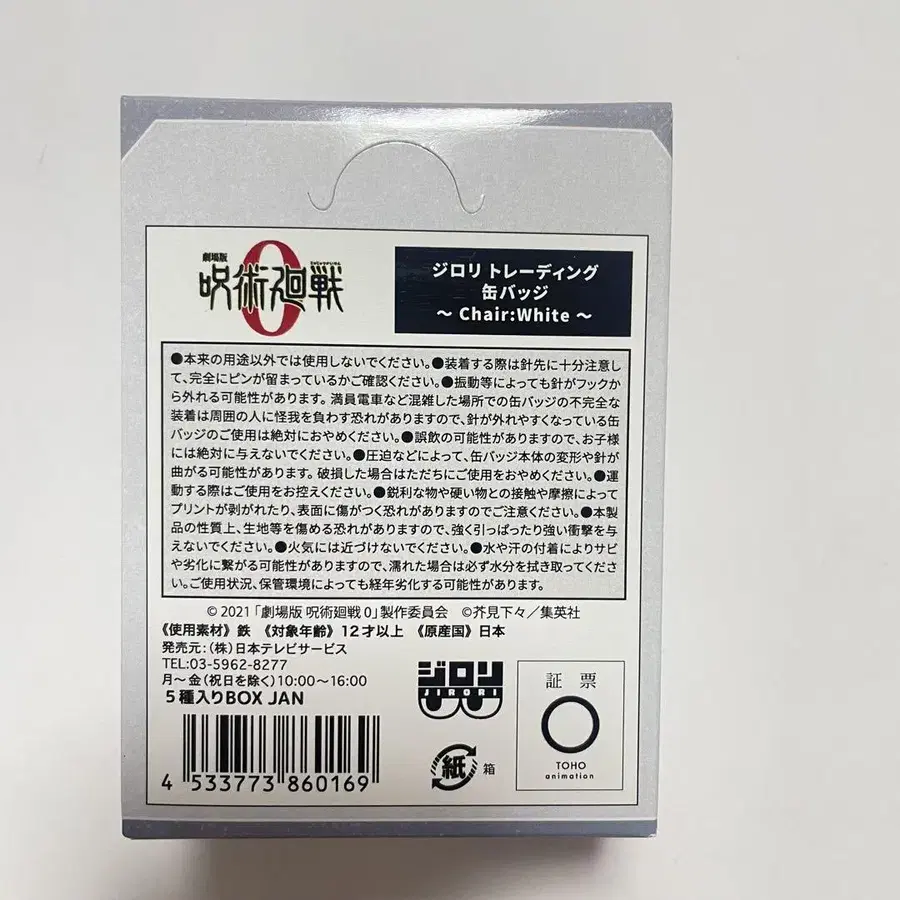 劇場版
呪術廻戦
0
ジロリ トレーディング
缶バッジ
～ Chair:White ～
●本来の用途以外では使用しないでください。●装着する際は針先に十分注意し
て、完全にピンが留まっているかご確認ください。●振動等によっても針がフックか
ら外れる可能性があります。満員電車など混雑した場所での缶バッジの不完全な
装着は周囲の人に怪我を負わす恐れがありますので、針が外れやすくなっている缶
バッジのご使用は絶対におやめください。●誤飲の可能性がありますので、お子様
には絶対に与えないでください。●圧迫などによって、缶バッジ本体の変形や針が
曲がる可能性があります。破損した場合はただちにご使用をおやめください。●運
動する際はご使用をお控えください。●鋭利な物や硬い物との接触や摩擦によって
プリントが剥がれたり、表面に傷がつく恐れがありますのでご注意ください。●本製
品の性質上、生地等を傷める恐れがありますので、強く引っぱったり強い衝撃を与
えないでください。●火気には近づけないでください。●水や汗の付着によりサビ
や劣化に繋がる可能性がありますので、濡れた場合は必ず水分を拭き取ってくださ
い。ご使用状況、保管環境によっても経年劣化する可能性があります。
© 2021「劇場版 呪術廻戦 0」製作委員会 ©芥見下々／集英社
《使用素材》鉄 《対象年齢》12才以上 《原産国》日本
発売元：(株)日本テレビサービス
TEL:03-5962-8277
月～金(祝日を除く)10:00～16:00
5種入りBOX JAN
4 533773 860169
ジロリ
JIRORI
紙 箱
証票
TOHO
animation